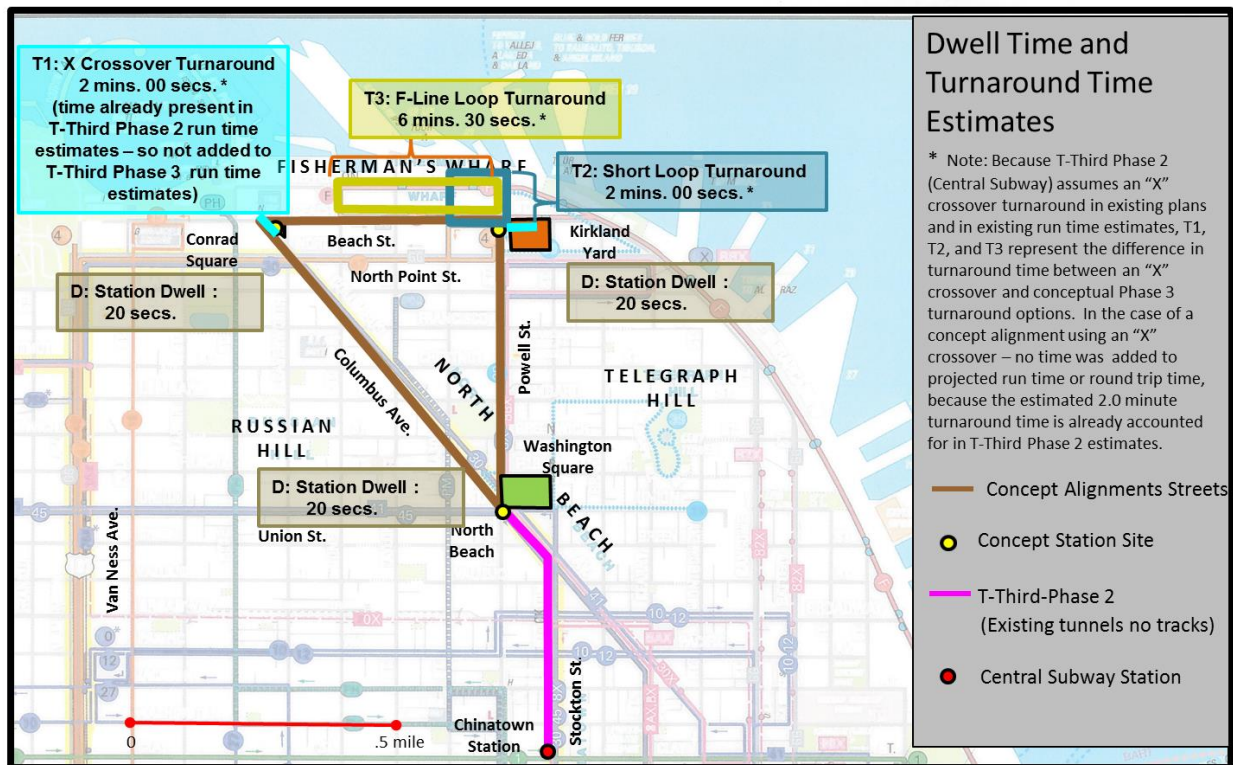 T1: X Crossover Turnaround
2 mins. 00 secs. *
(time already present in
T-Third Phase 2 run time
estimates – so not added to
T-Third Phase 3 run time
estimates)
T3: F-Line Loop Turnaround
6 mins. 30 secs. *
FISHERMAN'S WHARF
WHARF
T2: Short Loop Turnaround
2 mins. 00 secs. *
Conrad
Square
Beach St.
Kirkland
Yard
North Point St.
D: Station Dwell :
20 secs.
D: Station Dwell :
20 secs.
Columbus Ave.
NORTH
BEACH
Powell St.
TELEGRAPH
HILL
RUSSIAN
HILL
Washington
Square
D: Station Dwell :
20 secs.
Union St.
North
Beach
Van Ness Ave.
Stockton St.
Chinatown
Station
0
.5 mile
Dwell Time and
Turnaround Time
Estimates
* Note: Because T-Third Phase 2
(Central Subway) assumes an “X”
crossover turnaround in existing plans
and in existing run time estimates, T1,
T2, and T3 represent the difference in
turnaround time between an “X”
crossover and conceptual Phase 3
turnaround options. In the case of a
concept alignment using an “X”
crossover – no time was added to
projected run time or round trip time,
because the estimated 2.0 minute
turnaround time is already accounted
for in T-Third Phase 2 estimates.
Concept Alignments Streets
Concept Station Site
T-Third-Phase 2
(Existing tunnels no tracks)
Central Subway Station